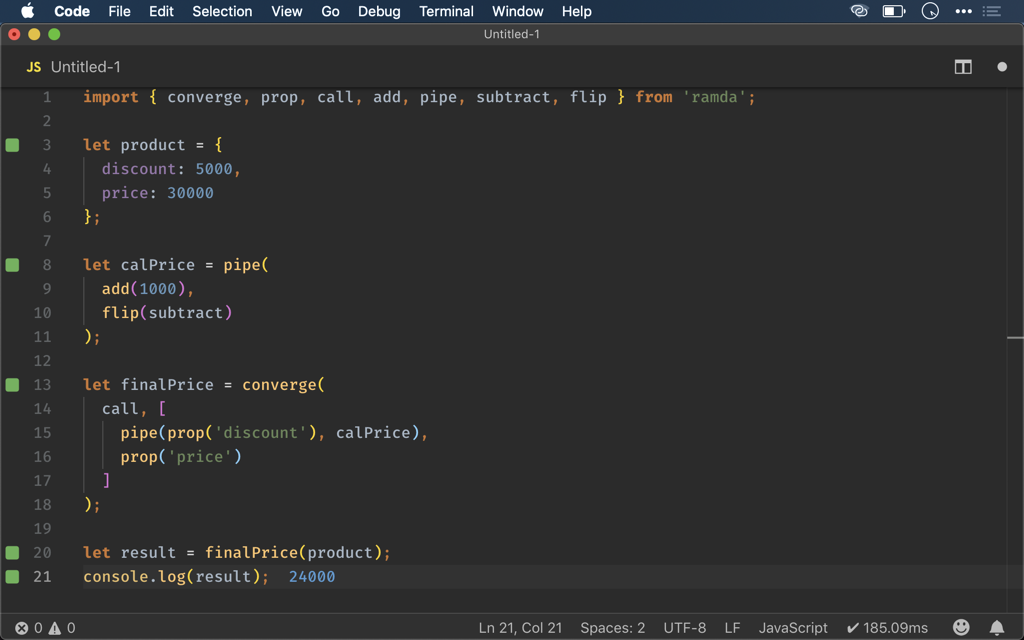 Code File Edit Selection View Go Debug Terminal Window Help
Untitled-1
JS Untitled-1
1 import { converge, prop, call, add, pipe, subtract, flip } from 'ramda';
2
3 let product = {
4 discount: 5000,
5 price: 30000
6 };
7
8 let calPrice = pipe(
9 add(1000),
10 flip(subtract)
11 );
12
13 let finalPrice = converge(
14 call, [
15 pipe(prop('discount'), calPrice),
16 prop('price')
17 ]
18 );
19
20 let result = finalPrice(product);
21 console.log(result); 24000
0 0 Ln 21, Col 21 Spaces: 2 UTF-8 LF JavaScript ✔ 185.09ms